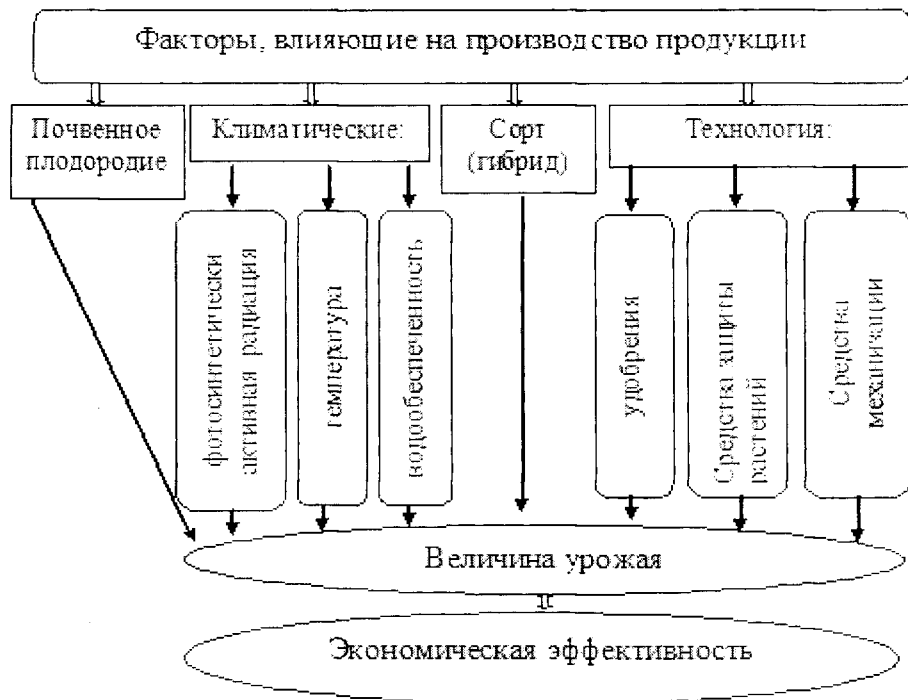 Факторы, влияющие на производство продукции
Почвенное
плодородие
Климатические:
Сорт
(гибрид)
Технология:
фотосинтетически
активная радиация
температура
водообеспеченность
удобрения
Средства защиты
растений
Средства
механизации
Величина урожая
Экономическая эффективность